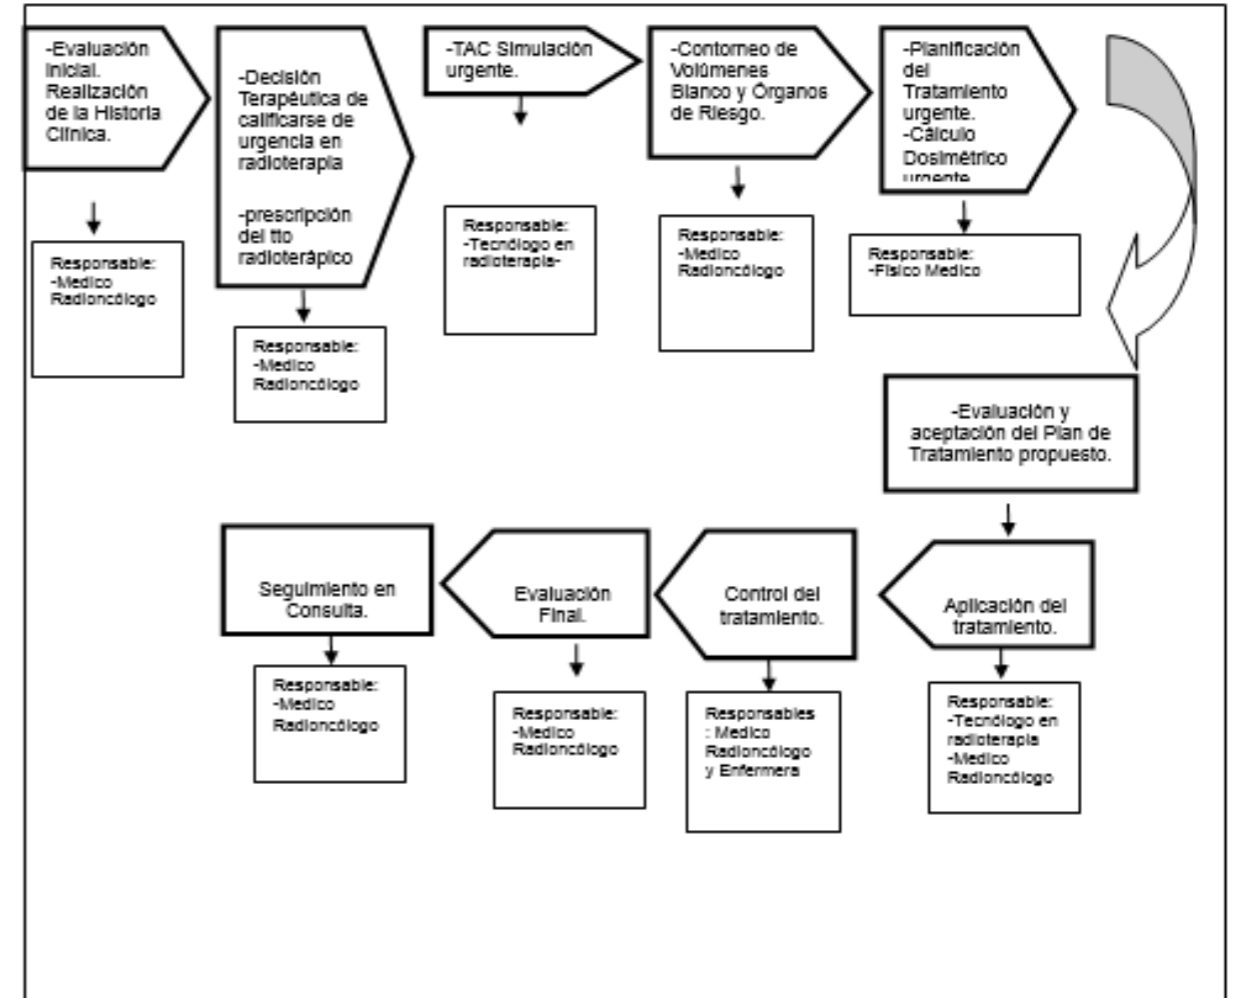 -Evaluación
Inicial.
Realización
de la Historia
Clínica.
Responsable:
-Medico
Radioncólogo
-Decisión
Terapéutica de
calificarse de
urgencia en
radioterapia
-prescripción
del tto
radioterápico
Responsable:
-Medico
Radioncólogo
-TAC Simulación
urgente.
Responsable:
-Tecnólogo en
radioterapia-
-Contorneo de
Volúmenes
Blanco y Órganos
de Riesgo.
Responsable:
-Medico
Radioncólogo
-Planificación
del
Tratamiento
urgente.
-Cálculo
Dosimétrico
urgente
Responsable:
-Físico Medico
-Evaluación y
aceptación del Plan de
Tratamiento propuesto.
Aplicación del
tratamiento.
Responsable:
-Tecnólogo en
radioterapia
-Medico
Radioncólogo
Control del
tratamiento.
Responsables
: Medico
Radioncólogo
y Enfermera
Evaluación
Final.
Responsable:
-Medico
Radioncólogo
Seguimiento en
Consulta.
Responsable:
-Medico
Radioncólogo